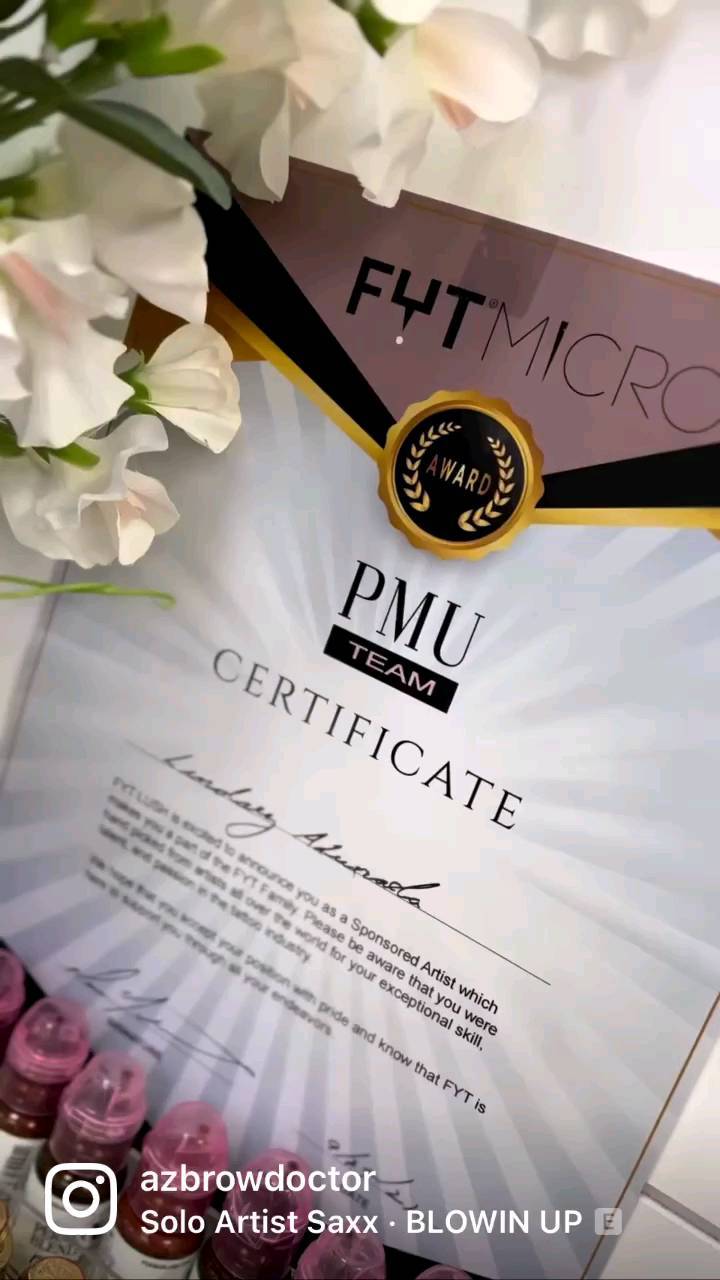 FYT® MICRO
AWARD
PMU
TEAM
CERTIFICATE
Lindsay
FYT LUSH is excited to announce you as a Sponsored Artist which
makes you a part of the FYT Family. Please be aware that you were
hand picked from artists all over the world for your exceptional skill,
talent, and passion in the tattoo industry.
We hope that you accept your position with pride and know that FYT is
here to support you through all your endeavors.
azbrowdoctor
Solo Artist Saxx · BLOWIN UP E